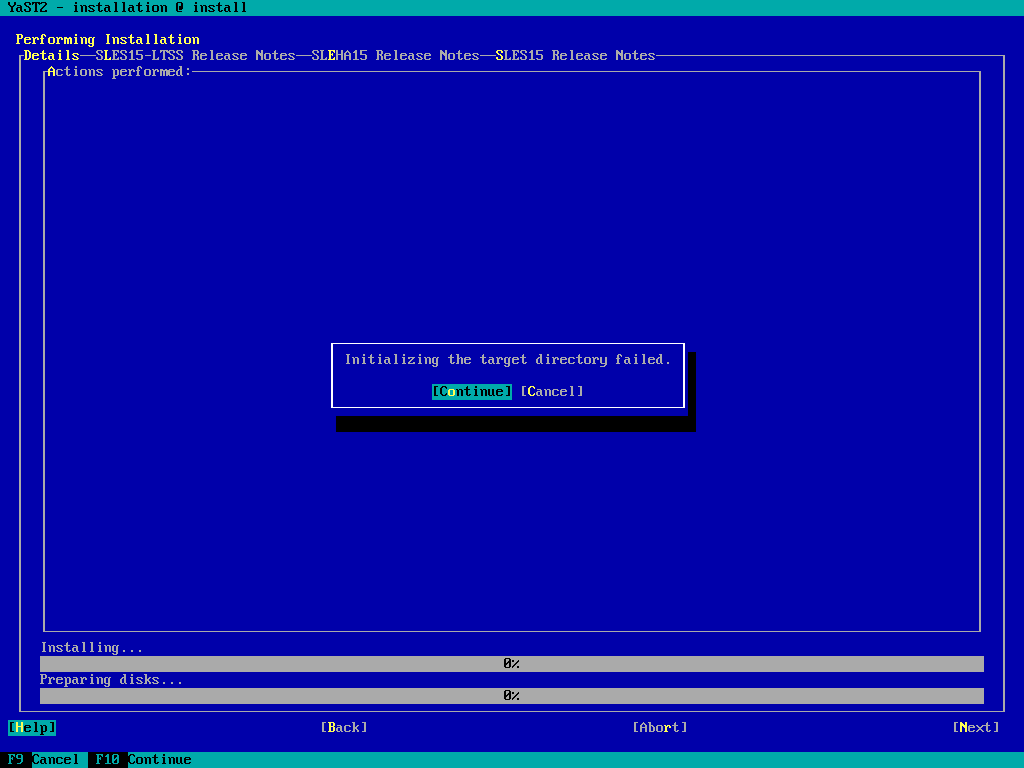 YaST2 - installation @ install
Performing Installation
Details SLES15-LTSS Release Notes SLEHA15 Release Notes SLES15 Release Notes
Actions performed:
Initializing the target directory failed.
[Continue] [Cancel]
Installing...
0%
Preparing disks...
0%
[Help] [Back] [Abort] [Next]
F9 Cancel F10 Continue